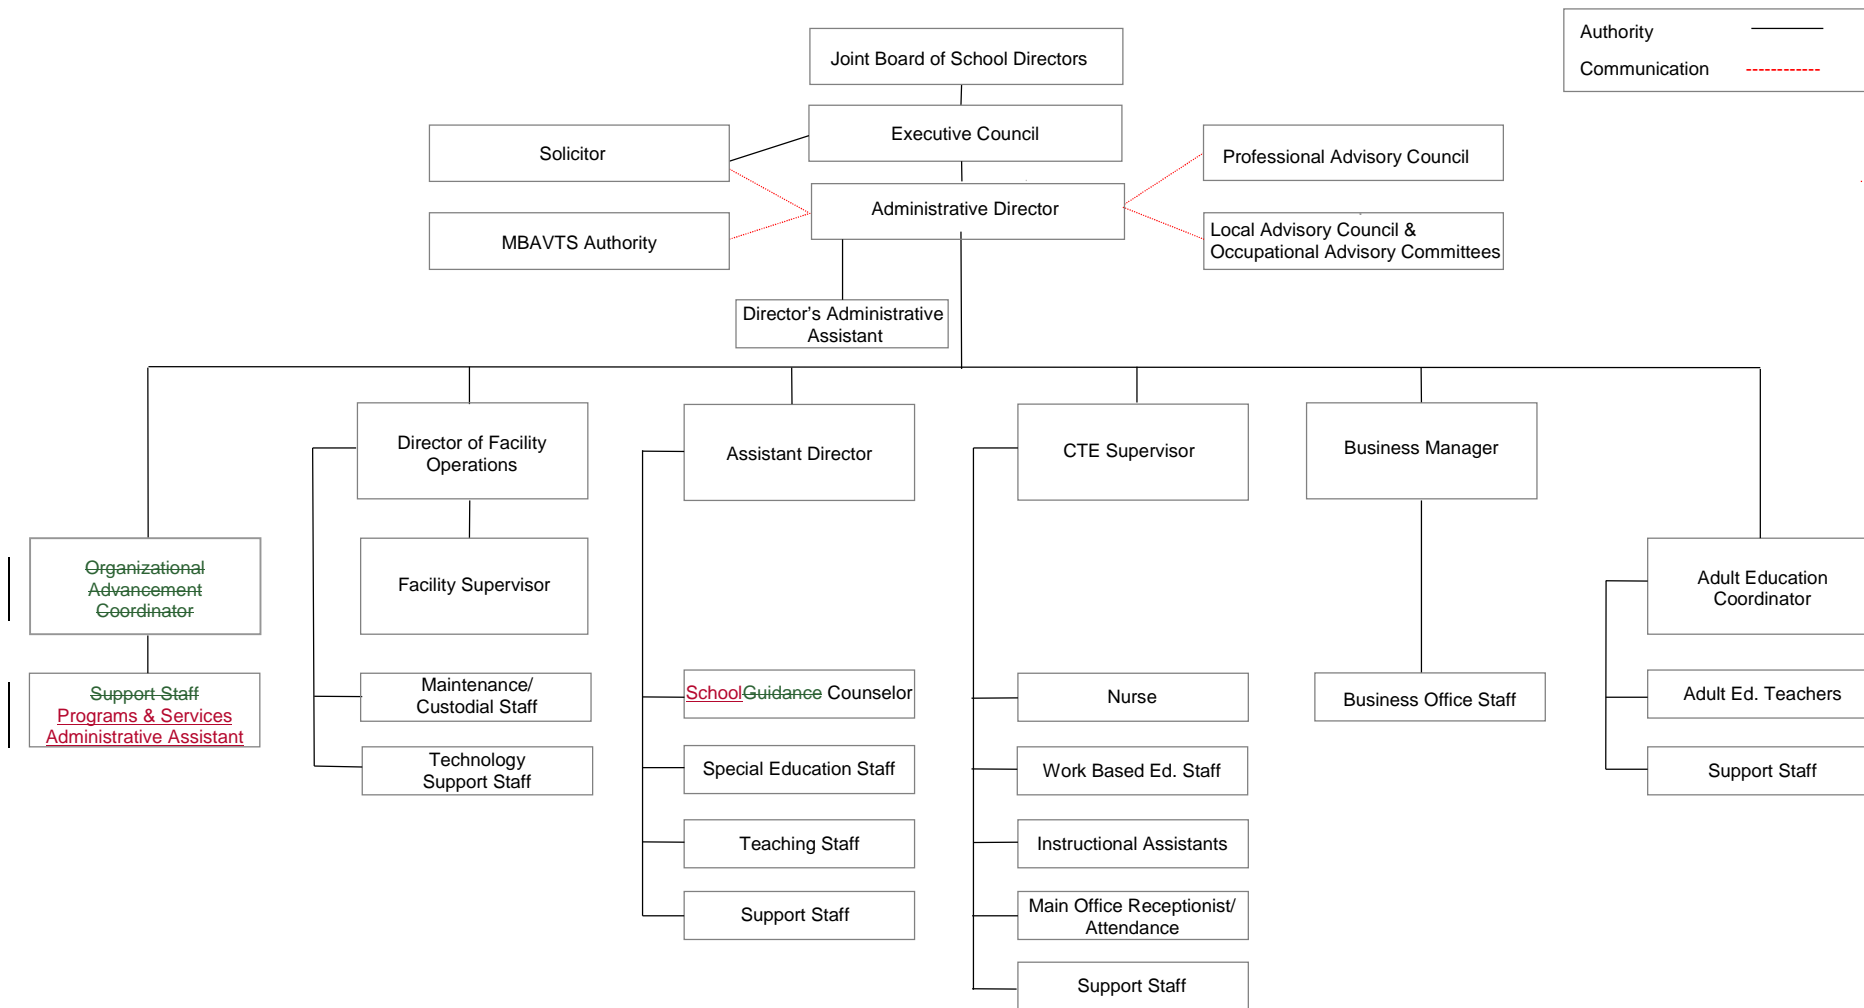 Authority
Communication
Joint Board of School Directors
Executive Council
Solicitor
Professional Advisory Council
Administrative Director
MBAVTS Authority
Local Advisory Council &
Occupational Advisory Committees
Director’s Administrative
Assistant
Director of Facility
Operations
Assistant Director
CTE Supervisor
Business Manager
Organizational
Advancement
Coordinator
Facility Supervisor
Adult Education
Coordinator
Support Staff
Programs & Services
Administrative Assistant
Maintenance/
Custodial Staff
SchoolGuidance Counselor
Nurse
Business Office Staff
Adult Ed. Teachers
Technology
Support Staff
Special Education Staff
Work Based Ed. Staff
Support Staff
Teaching Staff
Instructional Assistants
Support Staff
Main Office Receptionist/
Attendance
Support Staff